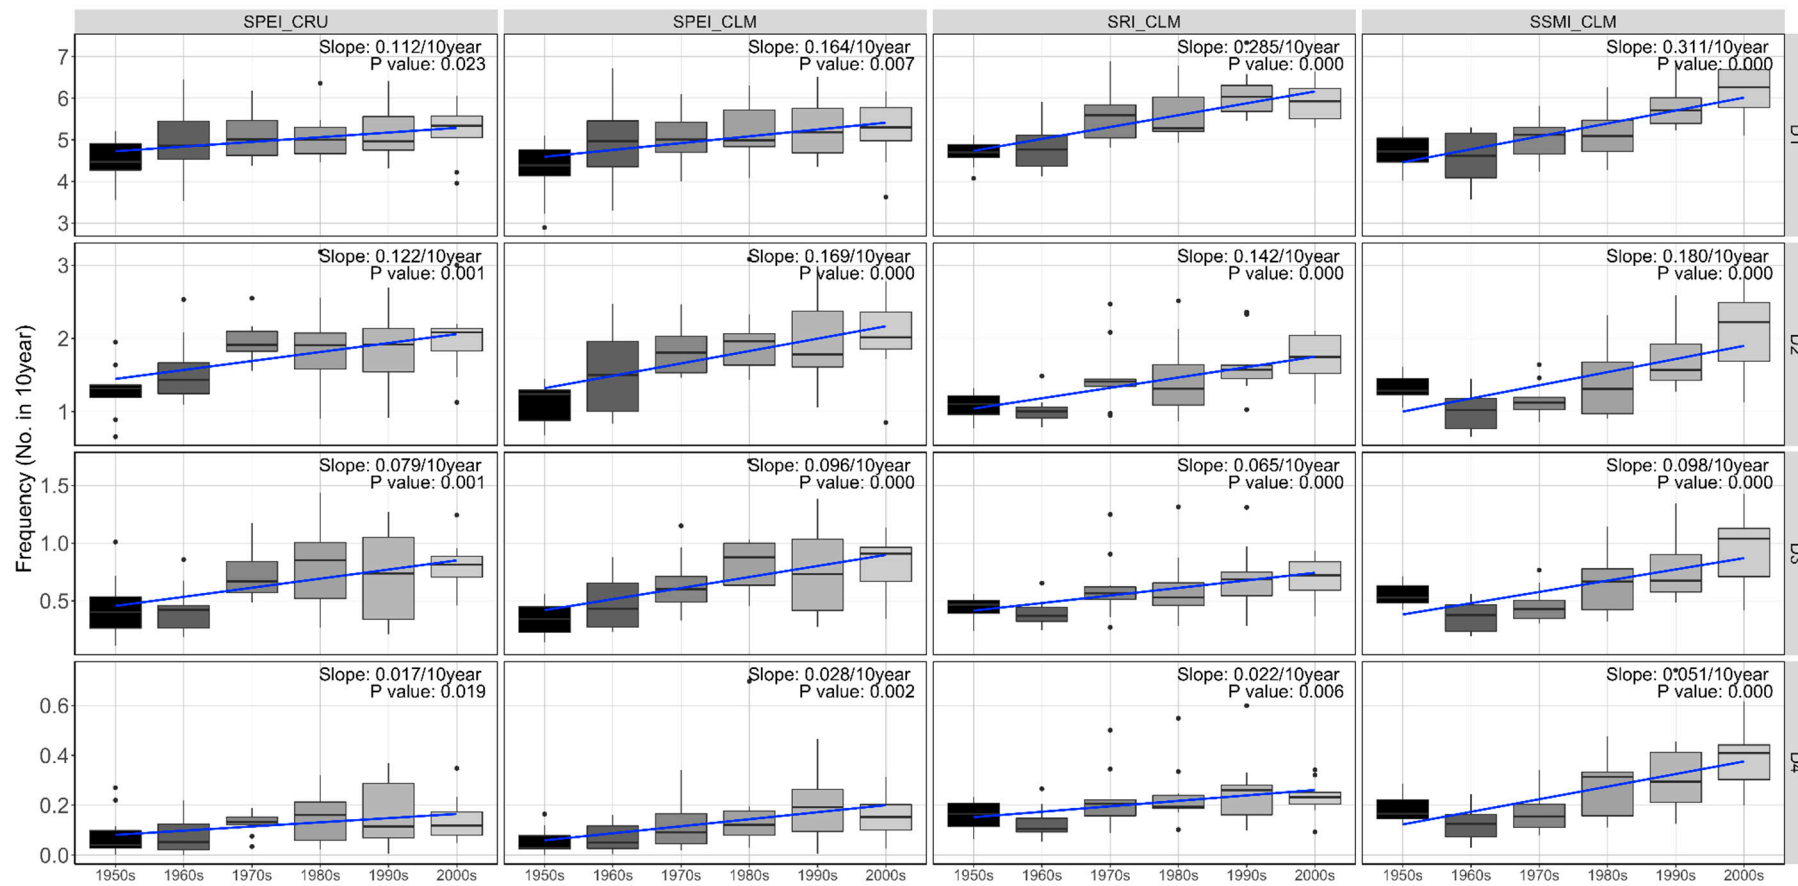 SPEI_CRU SPEI_CLM SRI_CLM SSMI_CLM
Frequency (No. in 10year)
7
6
5
4
3
Slope: 0.112/10year
P value: 0.023
Slope: 0.164/10year
P value: 0.007
Slope: 0.285/10year
P value: 0.000
Slope: 0.311/10year
P value: 0.000
D1
3
2
1
Slope: 0.122/10year
P value: 0.001
Slope: 0.169/10year
P value: 0.000
Slope: 0.142/10year
P value: 0.000
Slope: 0.180/10year
P value: 0.000
D2
1.5
1.0
0.5
Slope: 0.079/10year
P value: 0.001
Slope: 0.096/10year
P value: 0.000
Slope: 0.065/10year
P value: 0.000
Slope: 0.098/10year
P value: 0.000
D3
0.6
0.4
0.2
0.0
Slope: 0.017/10year
P value: 0.019
Slope: 0.028/10year
P value: 0.002
Slope: 0.022/10year
P value: 0.006
Slope: 0.051/10year
P value: 0.000
D4
1950s 1960s 1970s 1980s 1990s 2000s 1950s 1960s 1970s 1980s 1990s 2000s 1950s 1960s 1970s 1980s 1990s 2000s 1950s 1960s 1970s 1980s 1990s 2000s